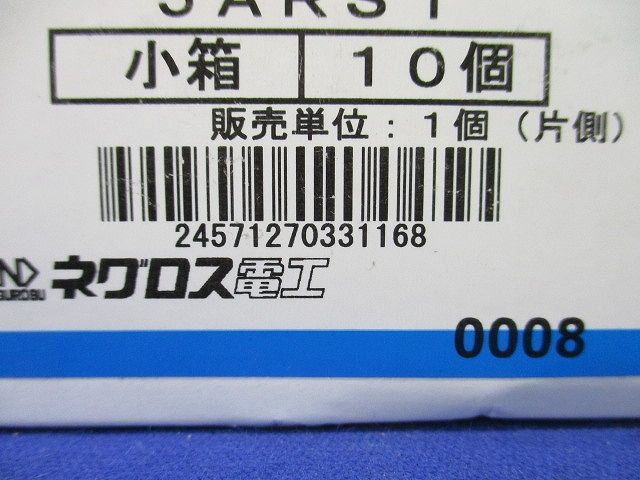 小箱 10個
販売単位：1個（片側）
24571270331168
ネグロス電工
0008